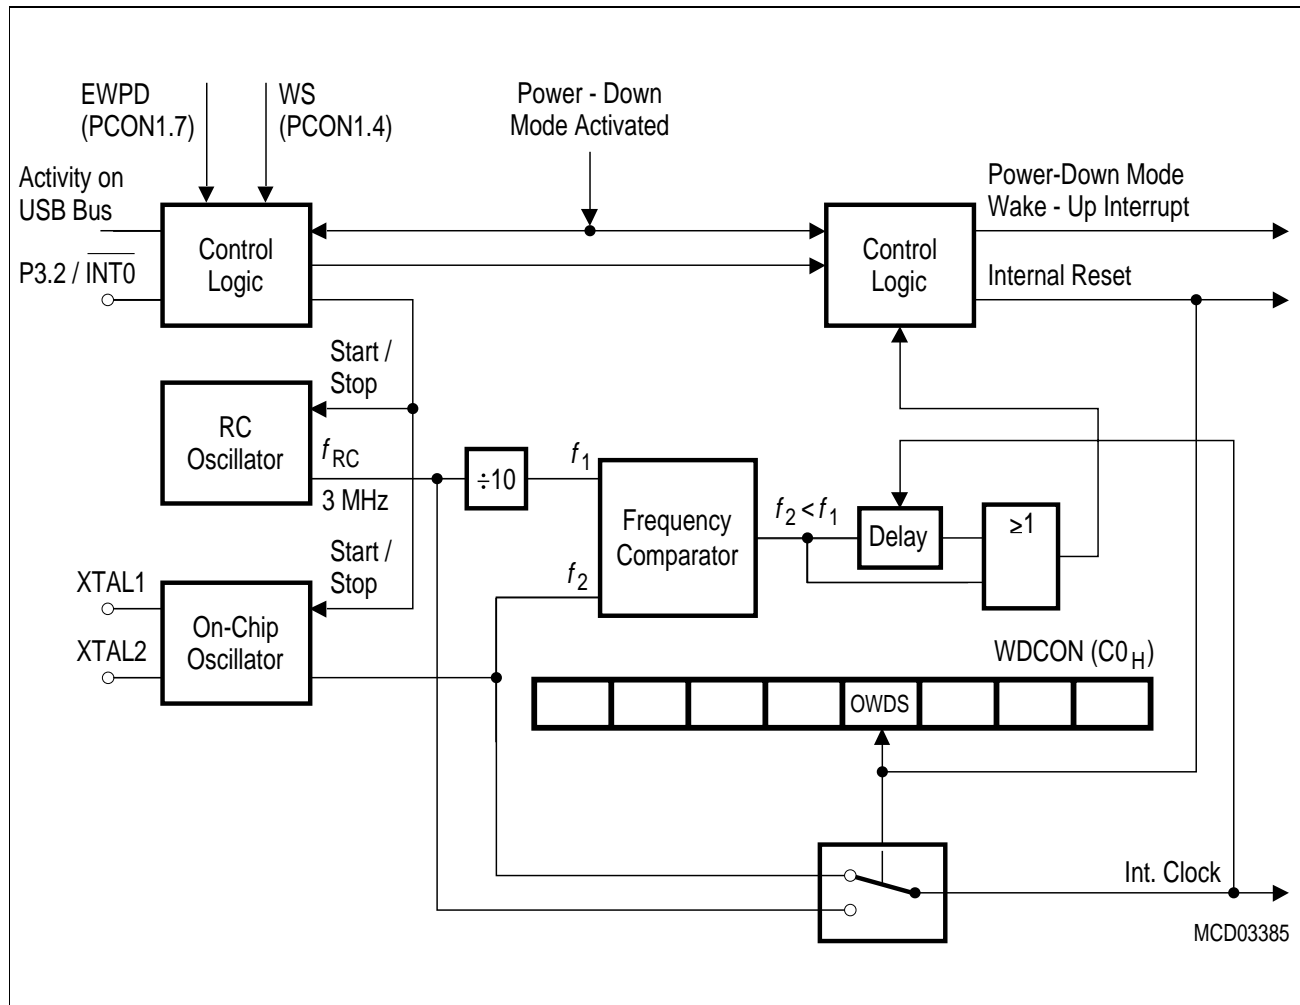 EWPD
(PCON1.7)
WS
(PCON1.4)
Power - Down
Mode Activated
Activity on
USB Bus
P3.2 / INT0
Control
Logic
Control
Logic
Power-Down Mode
Wake - Up Interrupt
Internal Reset
Start /
Stop
RC
Oscillator
fRC
3 MHz
÷10
f1
f2
Frequency
Comparator
f2 < f1
Delay
≥1
Start /
Stop
XTAL1
XTAL2
On-Chip
Oscillator
WDCON (C0H)
OWDS
Int. Clock
MCD03385